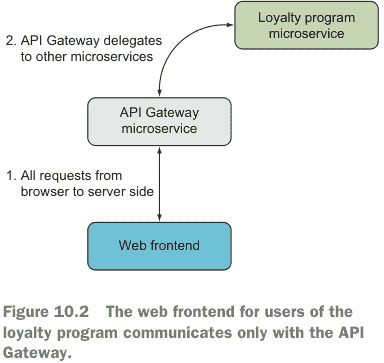 Loyalty program
microservice
2. API Gateway delegates
to other microservices
API Gateway
microservice
1. All requests from
browser to server side
Web frontend
Figure 10.2 The web frontend for users of the
loyalty program communicates only with the API
Gateway.